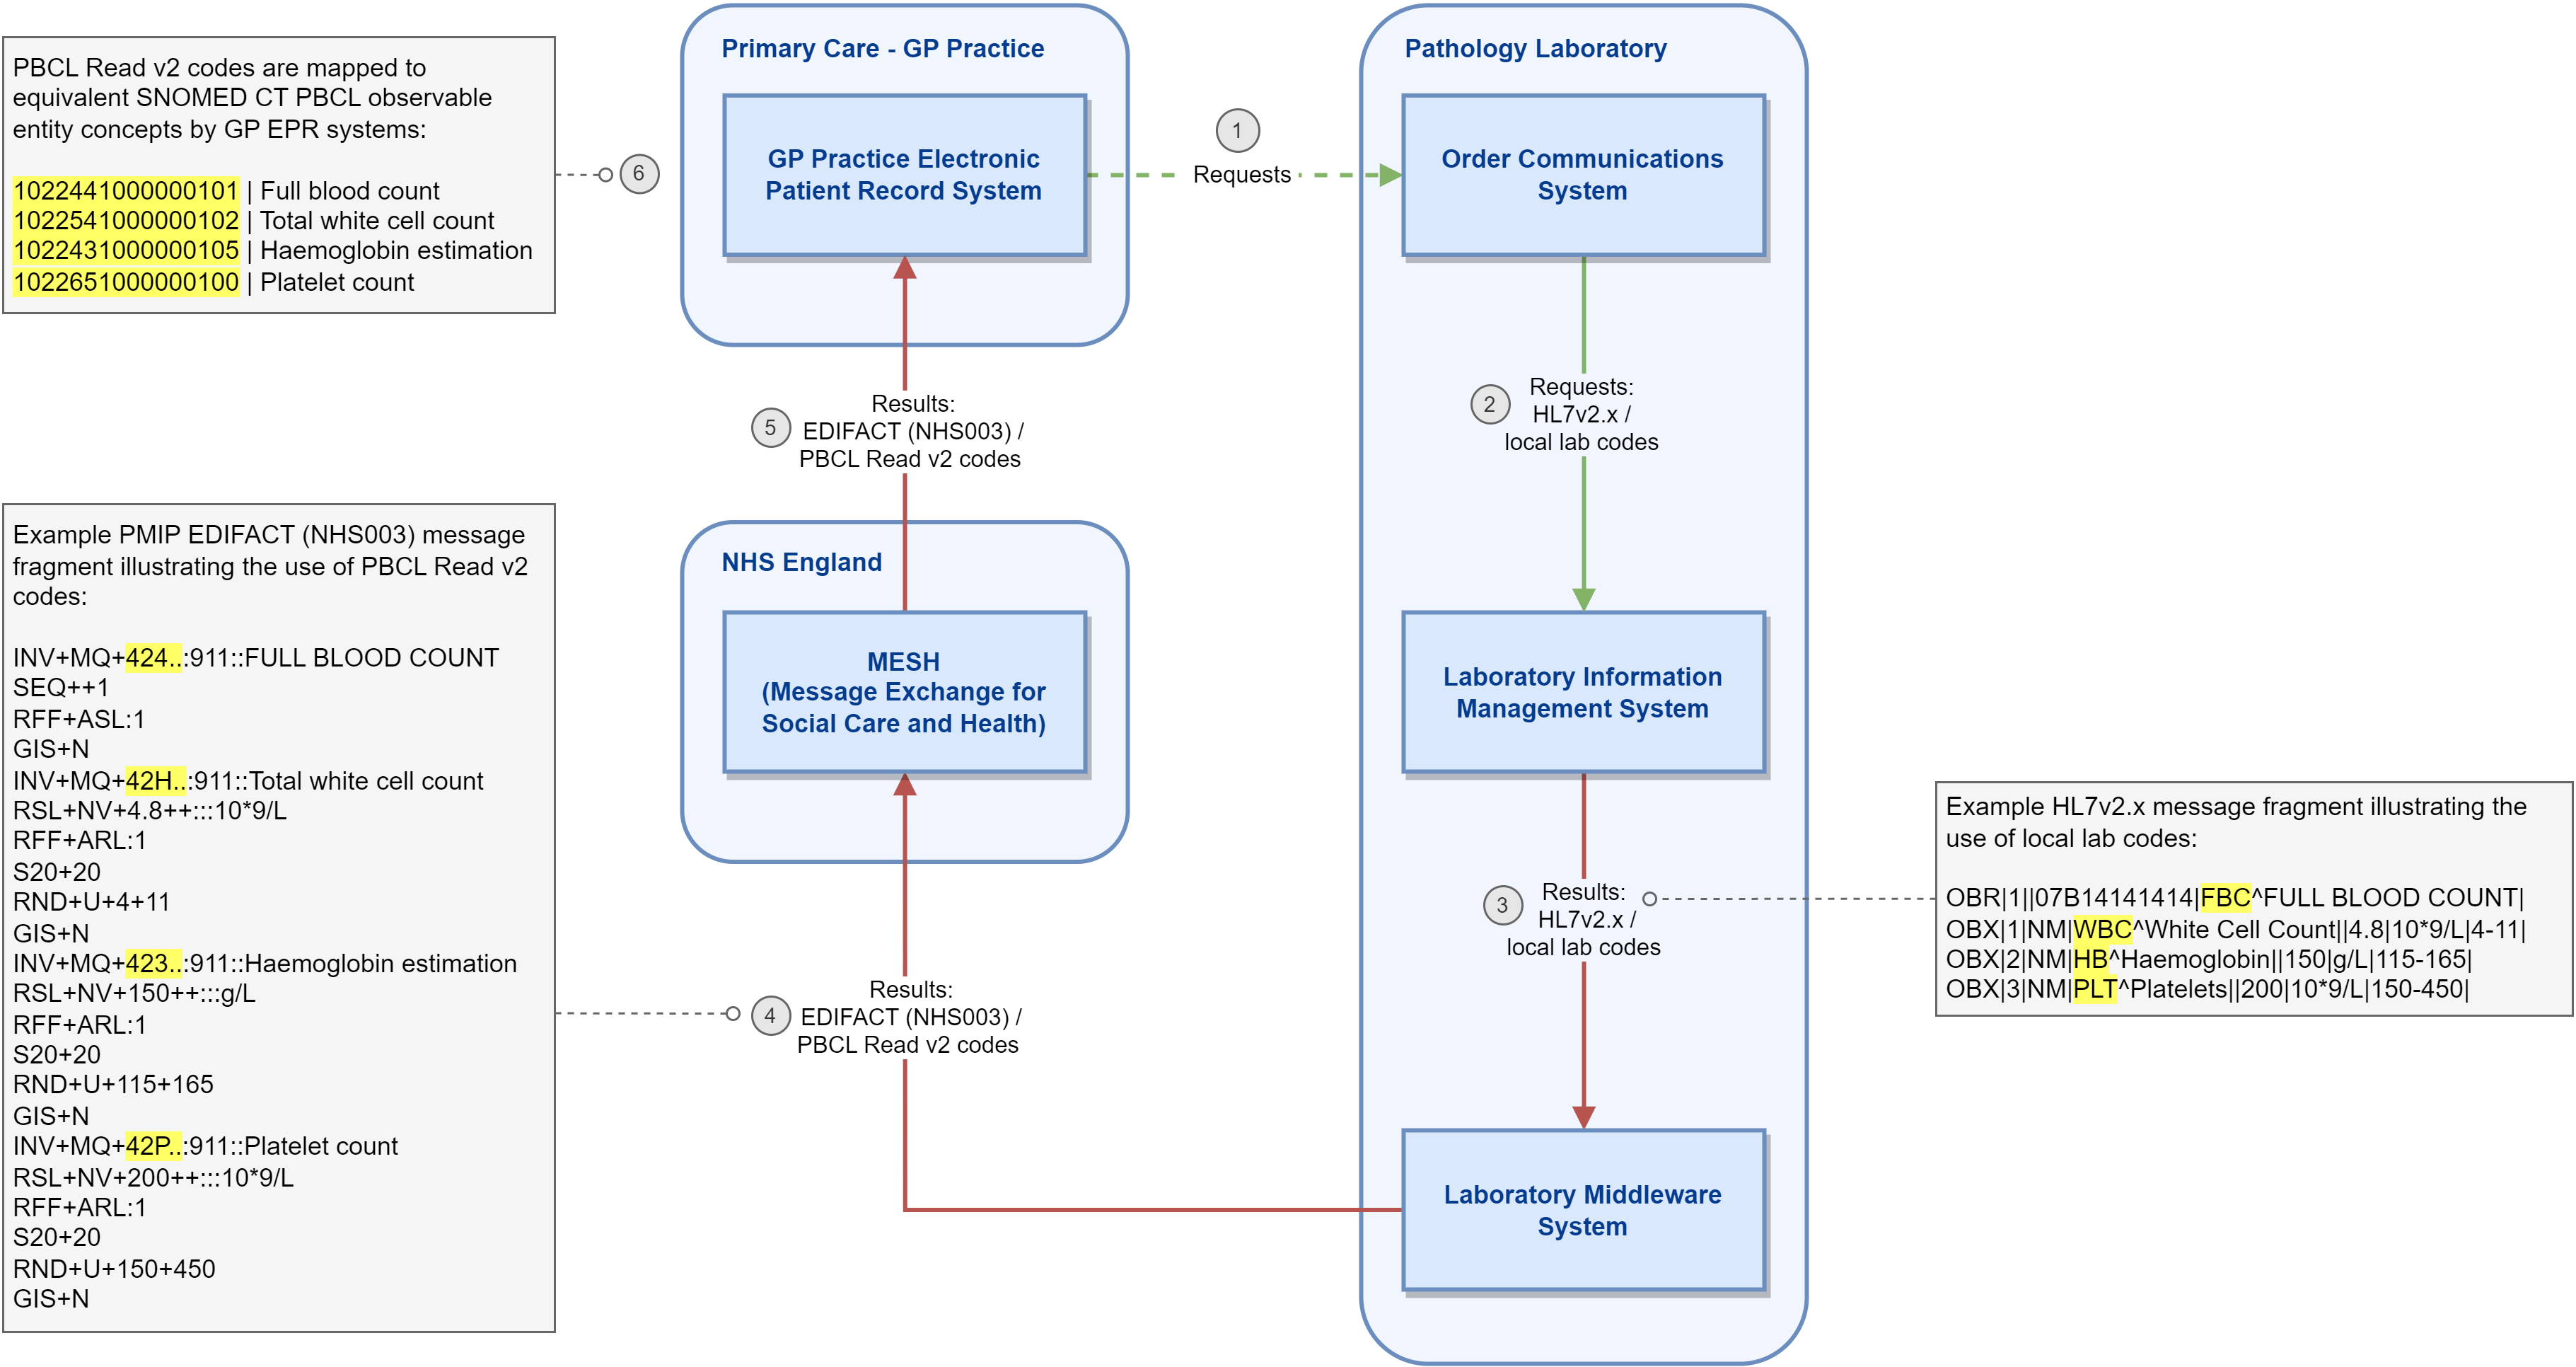 PBCL Read v2 codes are mapped to
equivalent SNOMED CT PBCL observable
entity concepts by GP EPR systems:
1022441000000101 | Full blood count
1022541000000102 | Total white cell count
1022431000000105 | Haemoglobin estimation
1022651000000100 | Platelet count
6
Primary Care - GP Practice
GP Practice Electronic
Patient Record System
1
Requests
Pathology Laboratory
Order Communications
System
2
Requests:
HL7v2.x /
local lab codes
5
Results:
EDIFACT (NHS003) /
PBCL Read v2 codes
NHS England
MESH
(Message Exchange for
Social Care and Health)
Laboratory Information
Management System
3
Results:
HL7v2.x /
local lab codes
Example HL7v2.x message fragment illustrating the
use of local lab codes:
OBR|1||07B14141414|FBC^FULL BLOOD COUNT|
OBX|1|NM|WBC^White Cell Count||4.8|10*9/L|4-11|
OBX|2|NM|HB^Haemoglobin||150|g/L|115-165|
OBX|3|NM|PLT^Platelets||200|10*9/L|150-450|
Example PMIP EDIFACT (NHS003) message
fragment illustrating the use of PBCL Read v2
codes:
INV+MQ+424..:911::FULL BLOOD COUNT
SEQ++1
RFF+ASL:1
GIS+N
INV+MQ+42H..:911::Total white cell count
RSL+NV+4.8++:::10*9/L
RFF+ARL:1
S20+20
RND+U+4+11
GIS+N
INV+MQ+423..:911::Haemoglobin estimation
RSL+NV+150++:::g/L
RFF+ARL:1
S20+20
RND+U+115+165
GIS+N
INV+MQ+42P..:911::Platelet count
RSL+NV+200++:::10*9/L
RFF+ARL:1
S20+20
RND+U+150+450
GIS+N
4
Results:
EDIFACT (NHS003) /
PBCL Read v2 codes
Laboratory Middleware
System